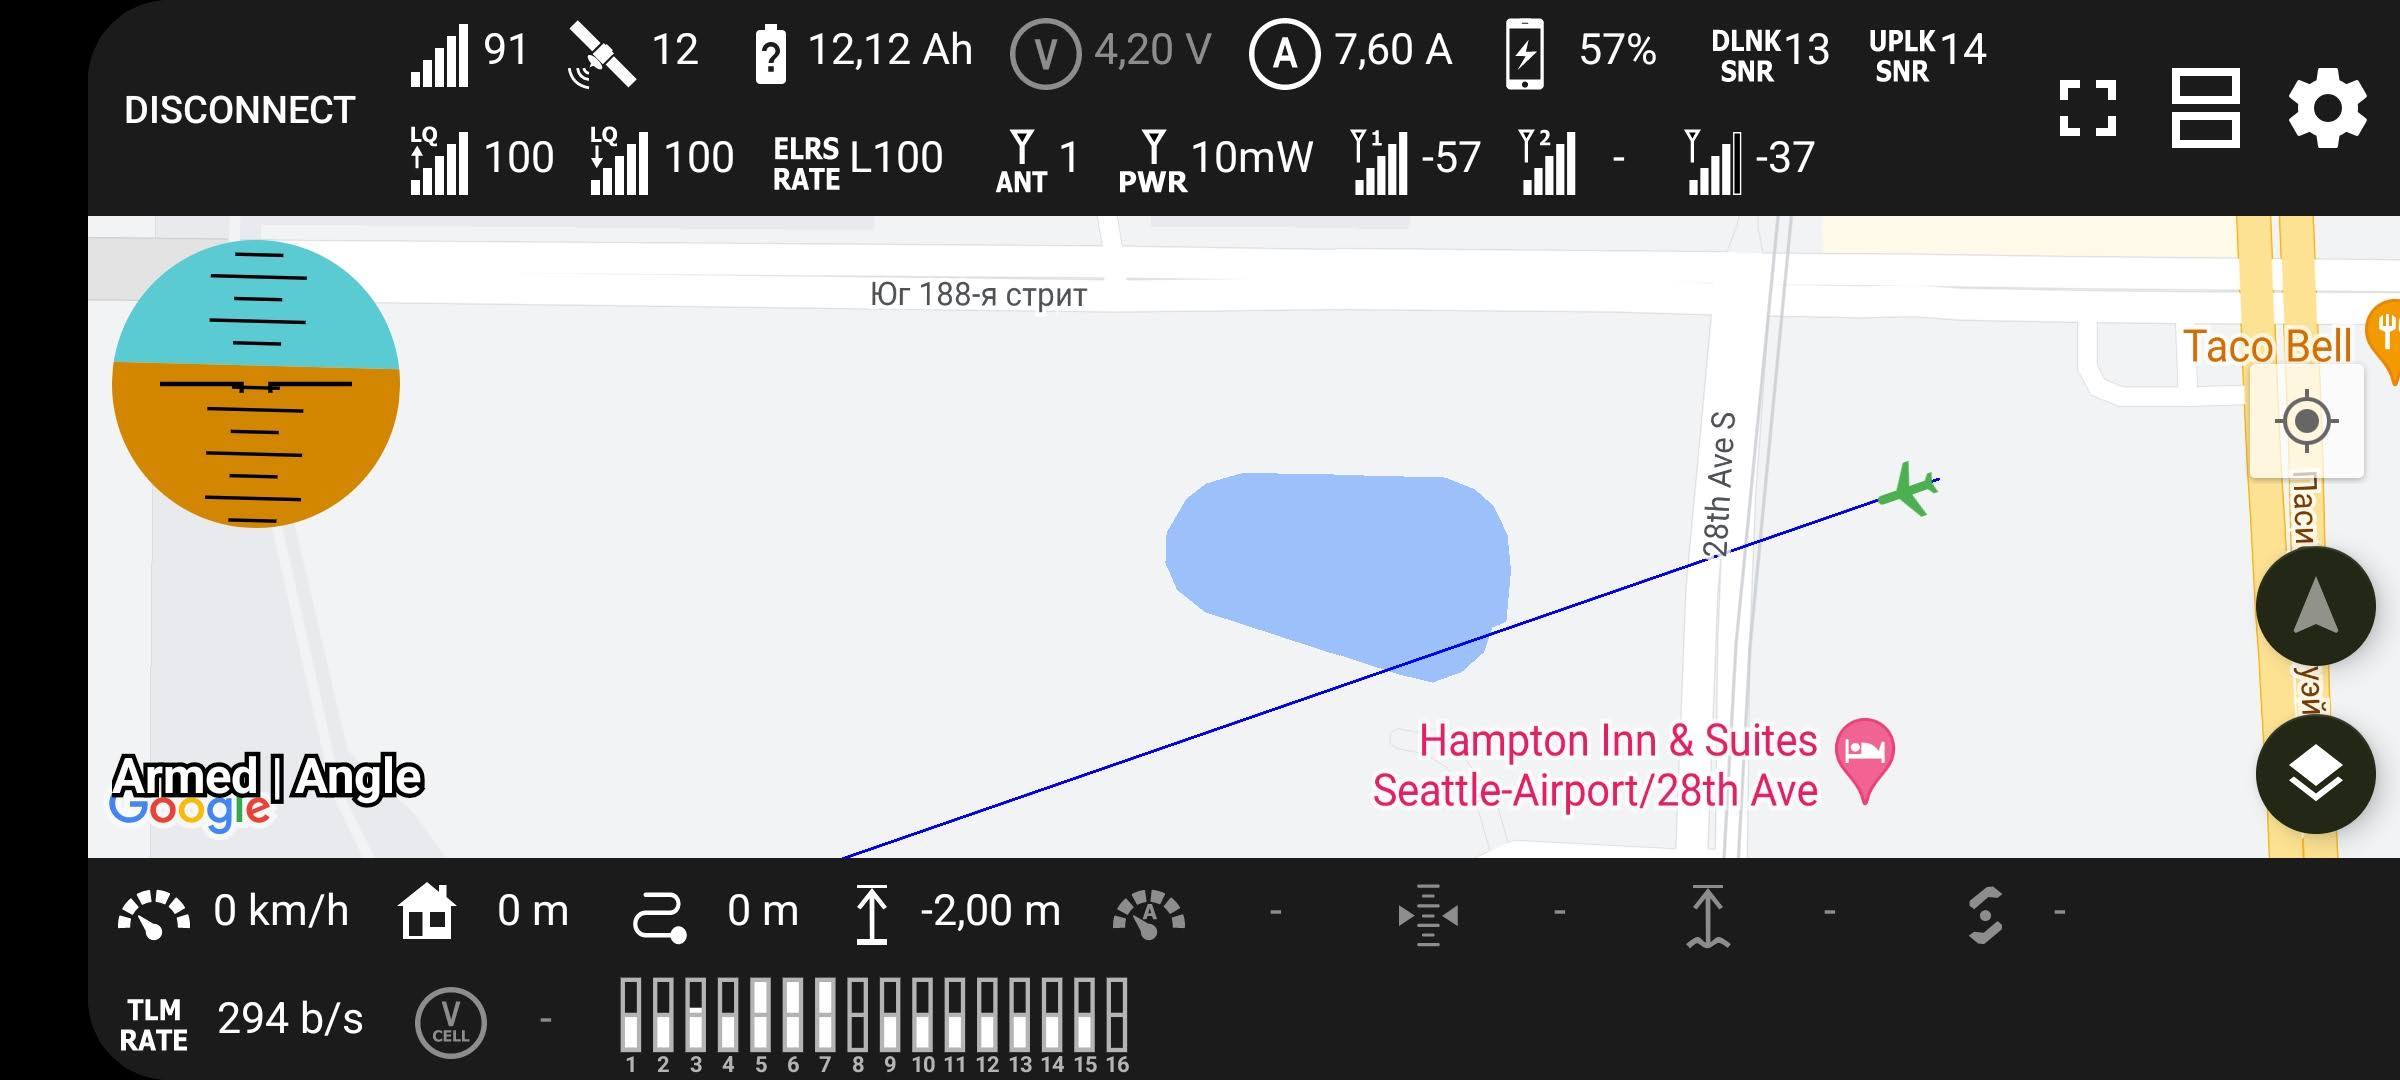 DISCONNECT
91
12
12,12 Ah
V
4,20 V
A
7,60 A
57%
DLNK SNR 13
UPLK SNR 14
LQ 100
LQ 100
ELRS RATE L100
ANT 1
PWR 10mW
1 -57
2 -
-37
Юг 188-я стрит
Taco Bell
28th Ave S
Hampton Inn & Suites
Seattle-Airport/28th Ave
Armed | Angle
Google
0 km/h
0 m
0 m
-2,00 m
A
-
-
-
-
TLM RATE 294 b/s
V CELL -
1 2 3 4 5 6 7 8 9 10 11 12 13 14 15 16